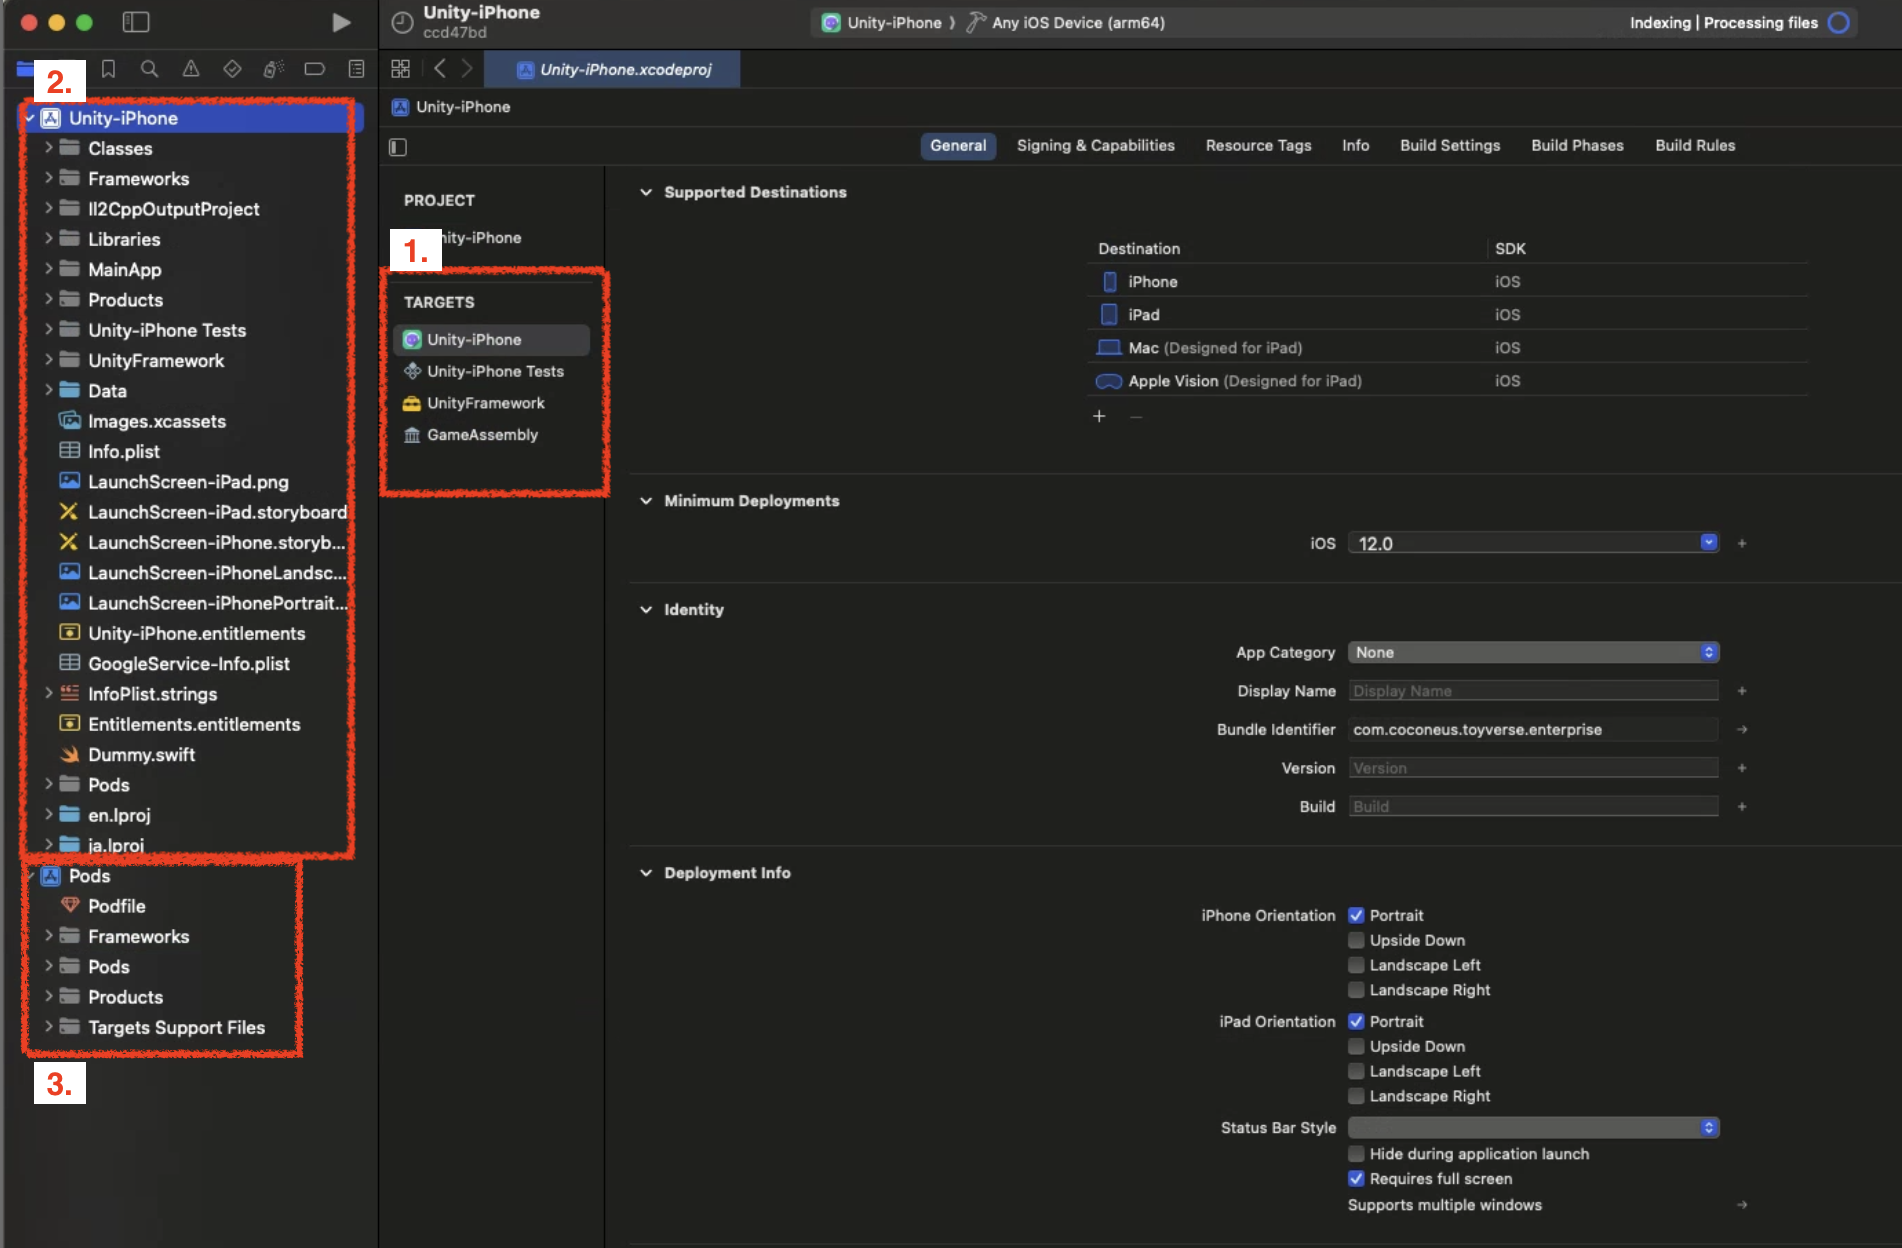 Unity-iPhone
ccd47bd
Unity-iPhone
Any iOS Device (arm64)
Indexing | Processing files
Unity-iPhone.xcodeproj
2.
Unity-iPhone
Classes
Frameworks
Il2CppOutputProject
Libraries
MainApp
Products
Unity-iPhone Tests
UnityFramework
Data
Images.xcassets
Info.plist
LaunchScreen-iPad.png
LaunchScreen-iPad.storyboard
LaunchScreen-iPhone.storyb...
LaunchScreen-iPhoneLandsc...
LaunchScreen-iPhonePortrait...
Unity-iPhone.entitlements
GoogleService-Info.plist
InfoPlist.strings
Entitlements.entitlements
Dummy.swift
Pods
en.lproj
ja.lproj
Pods
Podfile
Frameworks
Pods
Products
Targets Support Files
3.
Unity-iPhone
General
Signing & Capabilities
Resource Tags
Info
Build Settings
Build Phases
Build Rules
PROJECT
1.
nity-iPhone
TARGETS
Unity-iPhone
Unity-iPhone Tests
UnityFramework
GameAssembly
Supported Destinations
Destination SDK
iPhone iOS
iPad iOS
Mac (Designed for iPad) iOS
Apple Vision (Designed for iPad) iOS
Minimum Deployments
iOS 12.0
Identity
App Category None
Display Name Display Name
Bundle Identifier com.coconeus.toyverse.enterprise
Version Version
Build Build
Deployment Info
iPhone Orientation Portrait
Upside Down
Landscape Left
Landscape Right
iPad Orientation Portrait
Upside Down
Landscape Left
Landscape Right
Status Bar Style
Hide during application launch
Requires full screen
Supports multiple windows